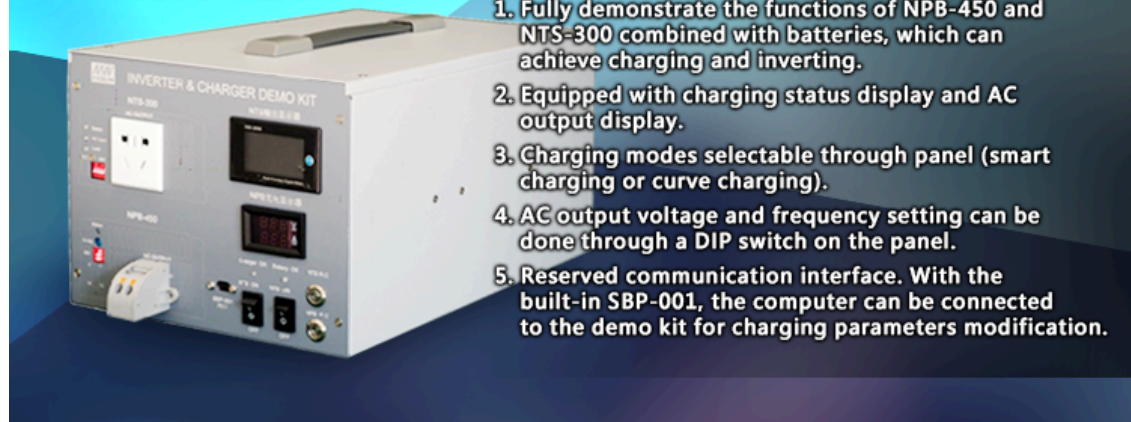 1. Fully demonstrate the functions of NPB-450 and
NTS-300 combined with batteries, which can
achieve charging and inverting.
2. Equipped with charging status display and AC
output display.
3. Charging modes selectable through panel (smart
charging or curve charging).
4. AC output voltage and frequency setting can be
done through a DIP switch on the panel.
5. Reserved communication interface. With the
built-in SBP-001, the computer can be connected
to the demo kit for charging parameters modification.
INVERTER & CHARGER DEMO KIT
NTS-300
AC OUTPUT
NPB-450
OFF
OFF